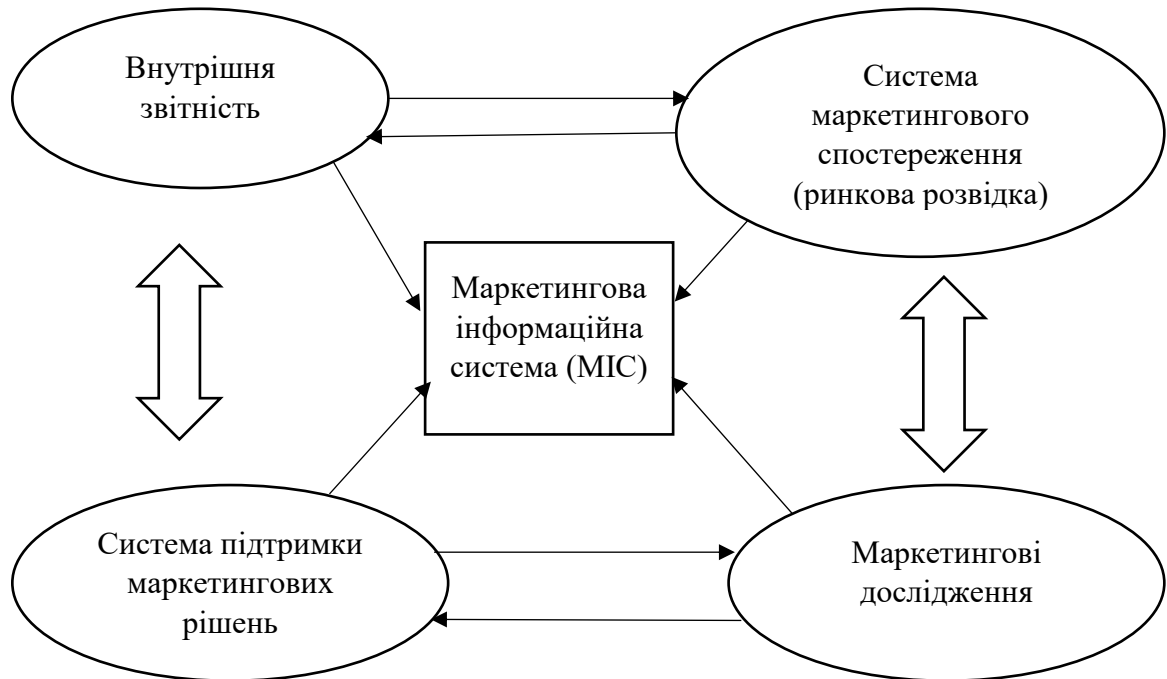 Внутрішня
звітність
Система
маркетингового
спостереження
(ринкова розвідка)
Маркетингова
інформаційна
система (МІС)
Система підтримки
маркетингових
рішень
Маркетингові
дослідження